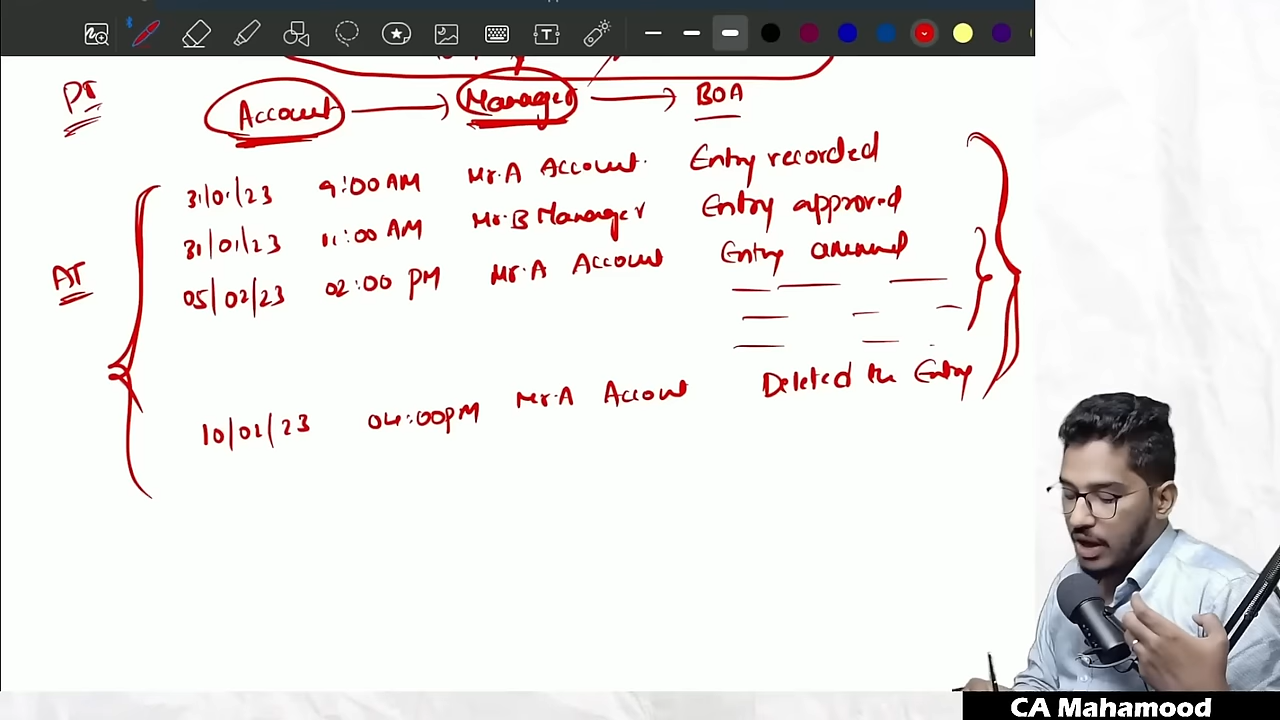 PT
Account Manager BOA
31/01/23 9:00 AM Mr.A Account. Entry recorded
31/01/23 11:00 AM Mr.B Manager Entry approved
AT
05/02/23 02:00 PM Mr.A Account Entry
10/02/23 04:00PM Mr.A Account Deleted the Entry
CA Mahamood